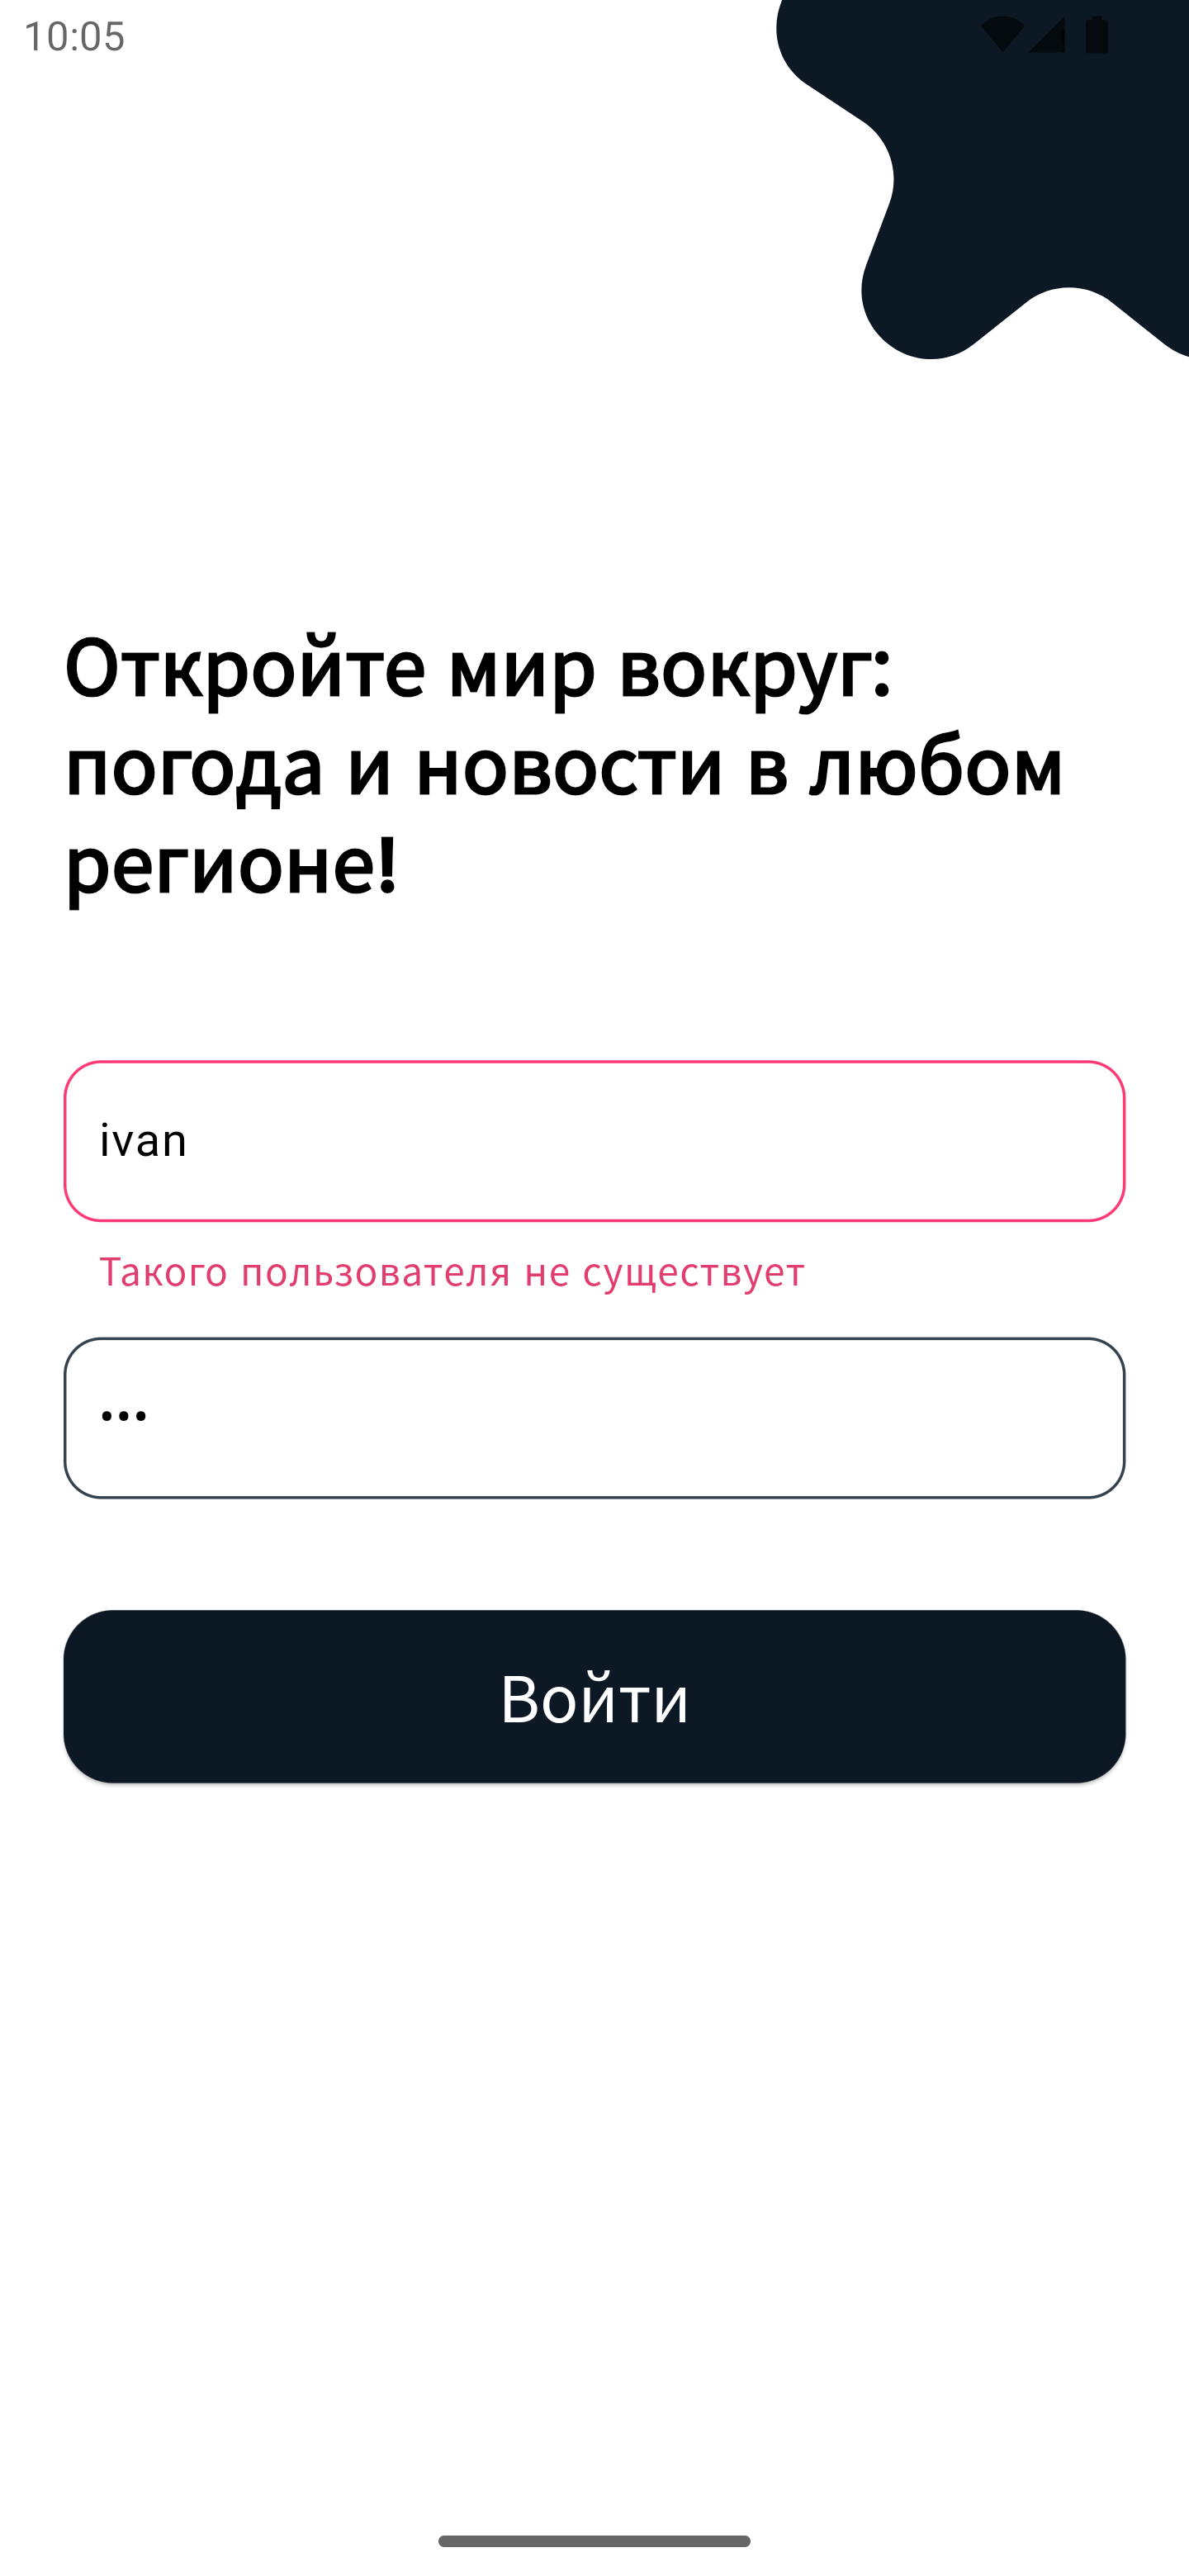 10:05
Откройте мир вокруг:
погода и новости в любом
регионе!
ivan
Такого пользователя не существует
•••
Войти